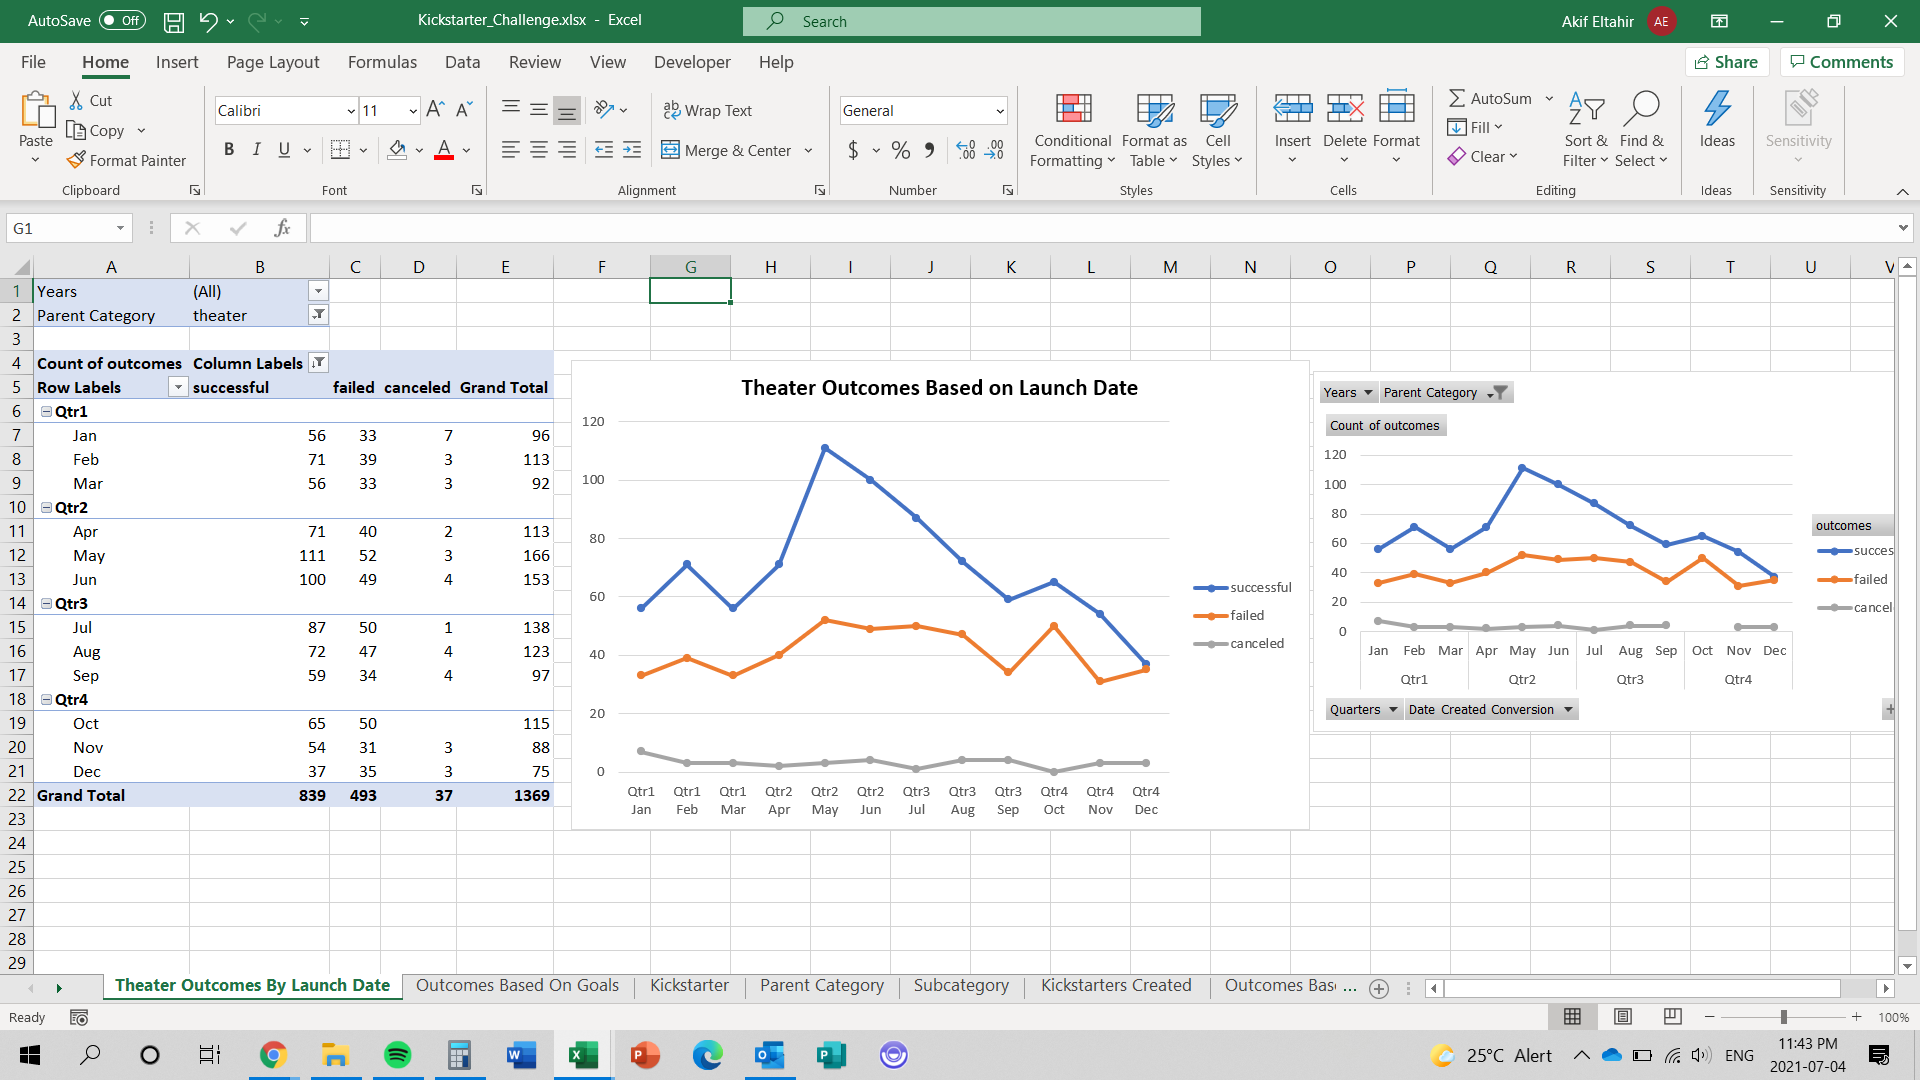 AutoSave Off Kickstarter_Challenge.xlsx - Excel Search Akif Eltahir AE
File Home Insert Page Layout Formulas Data Review View Developer Help Share Comments
Paste Cut Copy Format Painter Clipboard
Calibri 11 A A B I U A Font
ab Wrap Text Merge & Center Alignment
General $ % Number
Conditional Formatting Format as Table Cell Styles Styles
Insert Delete Format Cells
AutoSum Fill Clear Sort & Filter Find & Select Editing
Ideas Ideas
Sensitivity Sensitivity
G1 fx
A B C D E F G H I J K L M N O P Q R S T U V
1 Years (All)
2 Parent Category theater
3
4 Count of outcomes Column Labels
5 Row Labels successful failed canceled Grand Total
6 Qtr1
7 Jan 56 33 7 96
8 Feb 71 39 3 113
9 Mar 56 33 3 92
10 Qtr2
11 Apr 71 40 2 113
12 May 111 52 3 166
13 Jun 100 49 4 153
14 Qtr3
15 Jul 87 50 1 138
16 Aug 72 47 4 123
17 Sep 59 34 4 97
18 Qtr4
19 Oct 65 50 115
20 Nov 54 31 3 88
21 Dec 37 35 3 75
22 Grand Total 839 493 37 1369
23
24
25
26
27
28
29
Theater Outcomes Based on Launch Date
120
100
80
60
40
20
0
Qtr1 Qtr1 Qtr1 Qtr2 Qtr2 Qtr2 Qtr3 Qtr3 Qtr3 Qtr4 Qtr4 Qtr4
Jan Feb Mar Apr May Jun Jul Aug Sep Oct Nov Dec
successful
failed
canceled
Years Parent Category
Count of outcomes
120
100
80
60
40
20
0
Jan Feb Mar Apr May Jun Jul Aug Sep Oct Nov Dec
Qtr1 Qtr2 Qtr3 Qtr4
outcomes
succes
failed
cancel
Quarters Date Created Conversion
Theater Outcomes By Launch Date Outcomes Based On Goals Kickstarter Parent Category Subcategory Kickstarters Created Outcomes Bas ...
Ready 100%
25°C Alert ENG 11:43 PM
2021-07-04